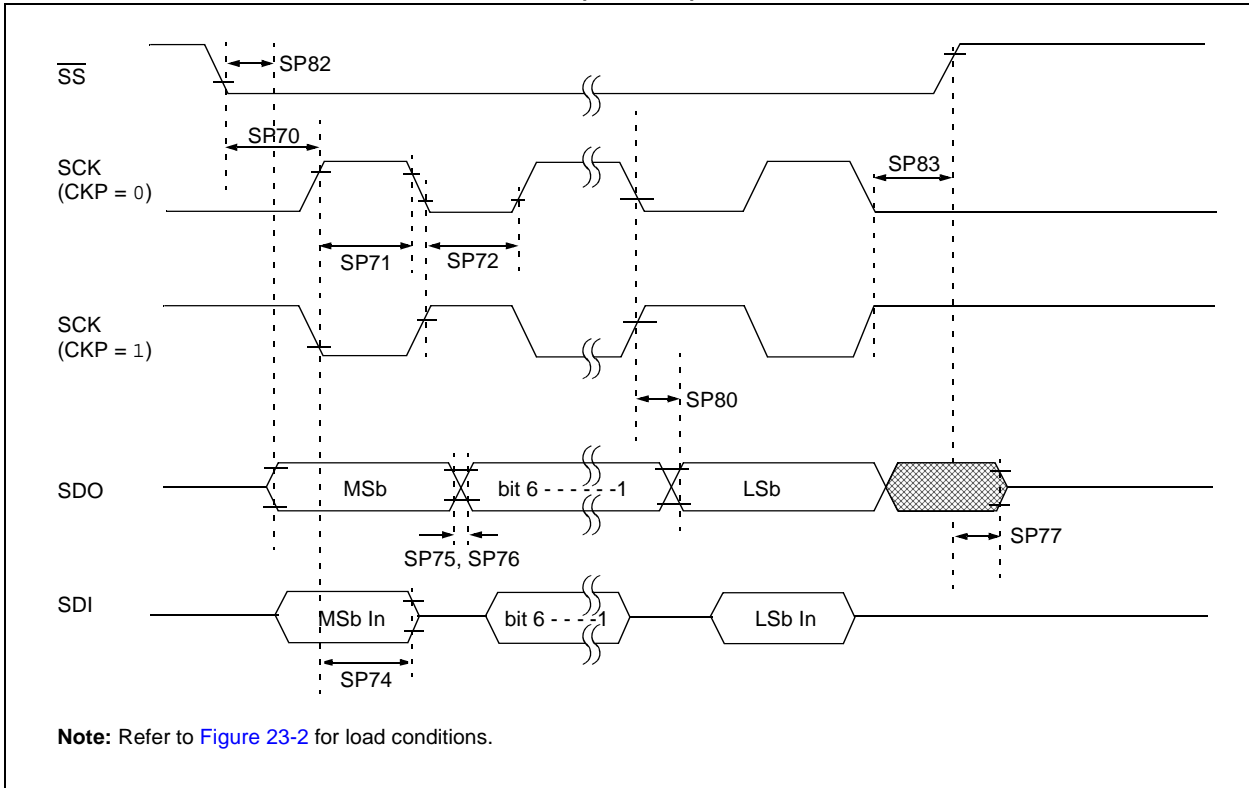 SS
SP82
SP70
SCK
(CKP = 0)
SP83
SP71
SP72
SCK
(CKP = 1)
SP80
SDO
MSb
bit 6 - - - - - -1
LSb
SP77
SP75, SP76
SDI
MSb In
bit 6 - - - -1
LSb In
SP74
Note: Refer to Figure 23-2 for load conditions.